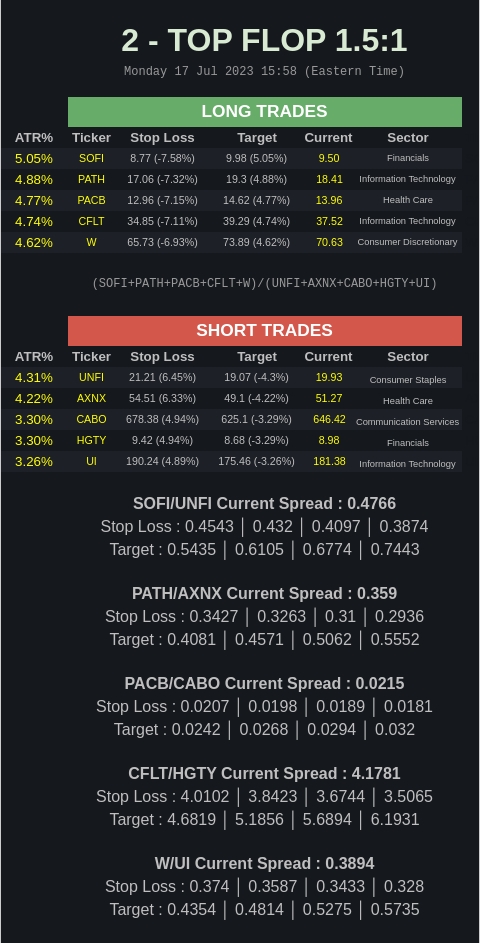 2 - TOP FLOP 1.5:1
Monday 17 Jul 2023 15:58 (Eastern Time)
LONG TRADES
ATR% Ticker Stop Loss Target Current Sector
5.05% SOFI 8.77 (-7.58%) 9.98 (5.05%) 9.50 Financials
4.88% PATH 17.06 (-7.32%) 19.3 (4.88%) 18.41 Information Technology
4.77% PACB 12.96 (-7.15%) 14.62 (4.77%) 13.96 Health Care
4.74% CFLT 34.85 (-7.11%) 39.29 (4.74%) 37.52 Information Technology
4.62% W 65.73 (-6.93%) 73.89 (4.62%) 70.63 Consumer Discretionary
(SOFI+PATH+PACB+CFLT+W)/(UNFI+AXNX+CABO+HGTY+UI)
SHORT TRADES
ATR% Ticker Stop Loss Target Current Sector
4.31% UNFI 21.21 (6.45%) 19.07 (-4.3%) 19.93 Consumer Staples
4.22% AXNX 54.51 (6.33%) 49.1 (-4.22%) 51.27 Health Care
3.30% CABO 678.38 (4.94%) 625.1 (-3.29%) 646.42 Communication Services
3.30% HGTY 9.42 (4.94%) 8.68 (-3.29%) 8.98 Financials
3.26% UI 190.24 (4.89%) 175.46 (-3.26%) 181.38 Information Technology
SOFI/UNFI Current Spread : 0.4766
Stop Loss : 0.4543 │ 0.432 │ 0.4097 │ 0.3874
Target : 0.5435 │ 0.6105 │ 0.6774 │ 0.7443
PATH/AXNX Current Spread : 0.359
Stop Loss : 0.3427 │ 0.3263 │ 0.31 │ 0.2936
Target : 0.4081 │ 0.4571 │ 0.5062 │ 0.5552
PACB/CABO Current Spread : 0.0215
Stop Loss : 0.0207 │ 0.0198 │ 0.0189 │ 0.0181
Target : 0.0242 │ 0.0268 │ 0.0294 │ 0.032
CFLT/HGTY Current Spread : 4.1781
Stop Loss : 4.0102 │ 3.8423 │ 3.6744 │ 3.5065
Target : 4.6819 │ 5.1856 │ 5.6894 │ 6.1931
W/UI Current Spread : 0.3894
Stop Loss : 0.374 │ 0.3587 │ 0.3433 │ 0.328
Target : 0.4354 │ 0.4814 │ 0.5275 │ 0.5735